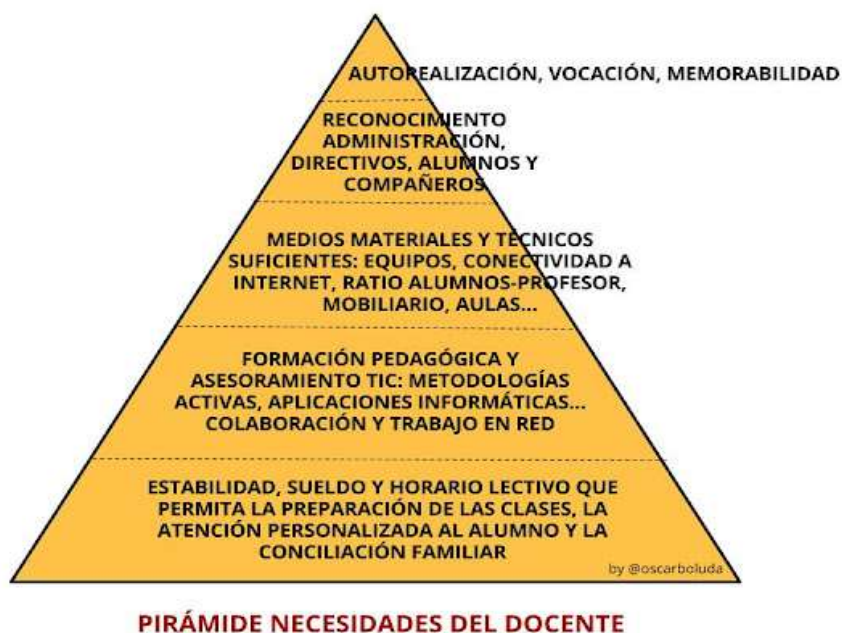 AUTOREALIZACIÓN, VOCACIÓN, MEMORABILIDAD
RECONOCIMIENTO
ADMINISTRACIÓN,
DIRECTIVOS, ALUMNOS Y
COMPAÑEROS
MEDIOS MATERIALES Y TÉCNICOS
SUFICIENTES: EQUIPOS, CONECTIVIDAD A
INTERNET, RATIO ALUMNOS-PROFESOR,
MOBILIARIO, AULAS...
FORMACIÓN PEDAGÓGICA Y
ASESORAMIENTO TIC: METODOLOGÍAS
ACTIVAS, APLICACIONES INFORMÁTICAS...
COLABORACIÓN Y TRABAJO EN RED
ESTABILIDAD, SUELDO Y HORARIO LECTIVO QUE
PERMITA LA PREPARACIÓN DE LAS CLASES, LA
ATENCIÓN PERSONALIZADA AL ALUMNO Y LA
CONCILIACIÓN FAMILIAR
by @oscarboluda
PIRÁMIDE NECESIDADES DEL DOCENTE